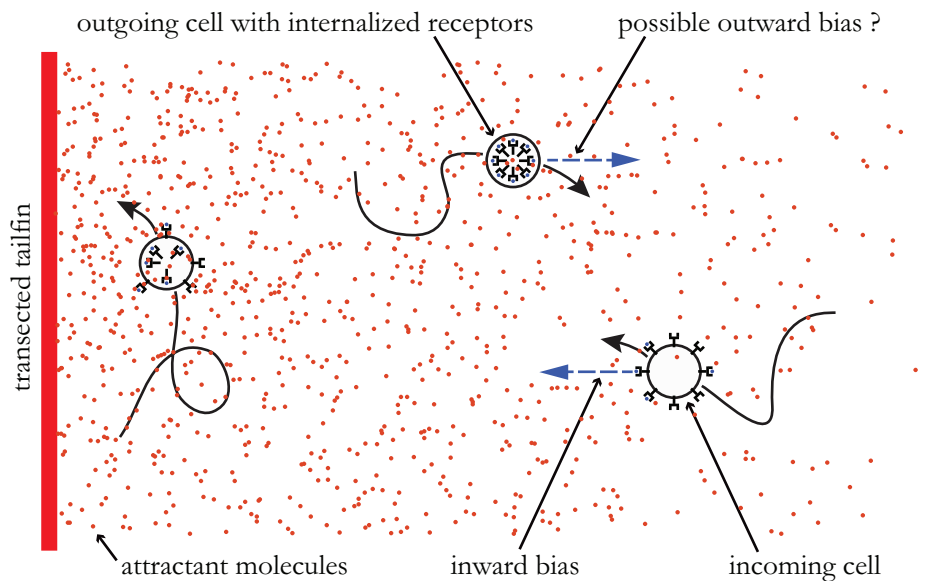 outgoing cell with internalized receptors
possible outward bias ?
transected tailfin
attractant molecules
inward bias
incoming cell